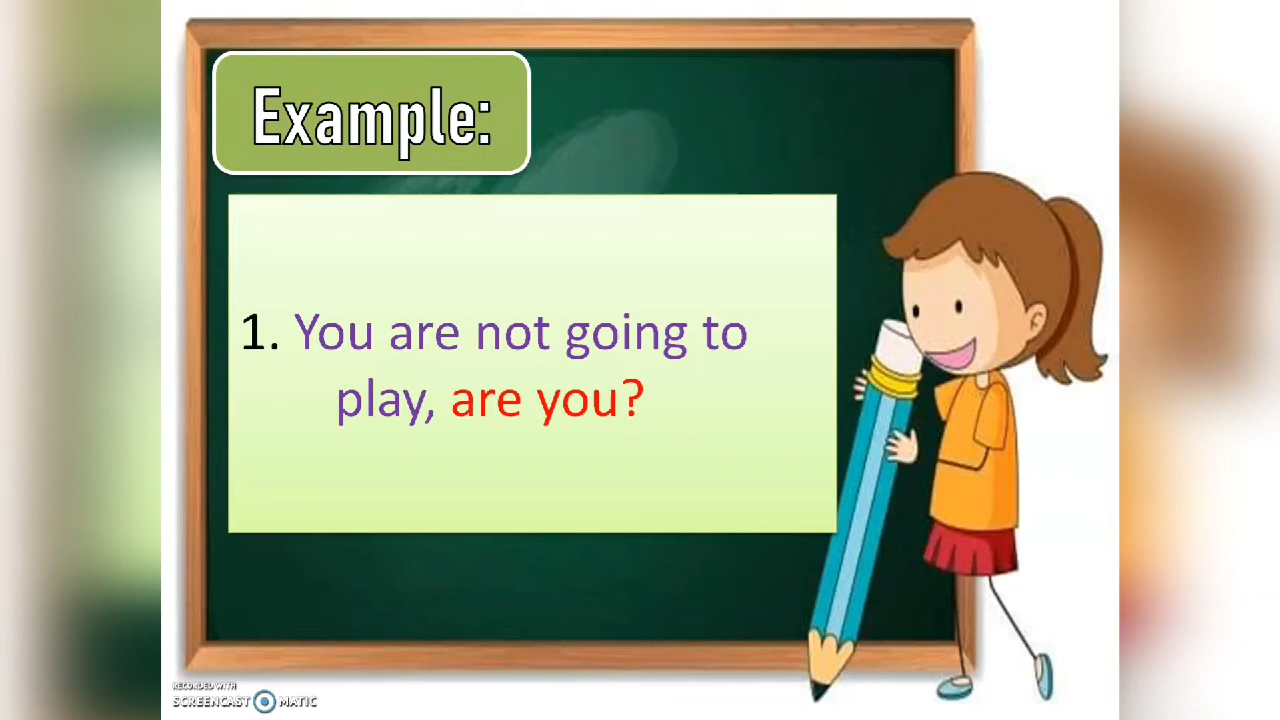 Example:
1. You are not going to
play, are you?
RECORDED WITH
SCREENCAST MATIC